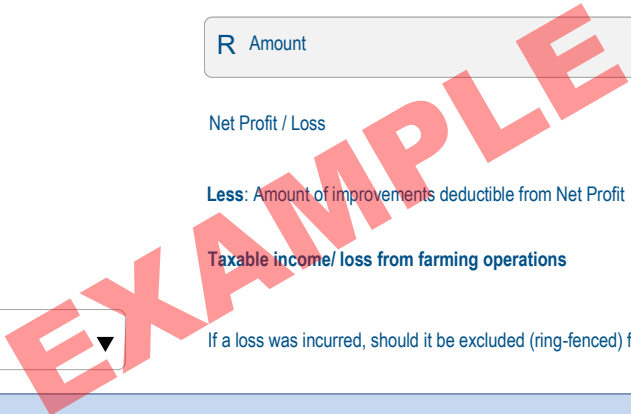 R Amount
Net Profit / Loss
Less: Amount of improvements deductible from Net Profit
Taxable income/ loss from farming operations
If a loss was incurred, should it be excluded (ring-fenced)
EXAMPLE